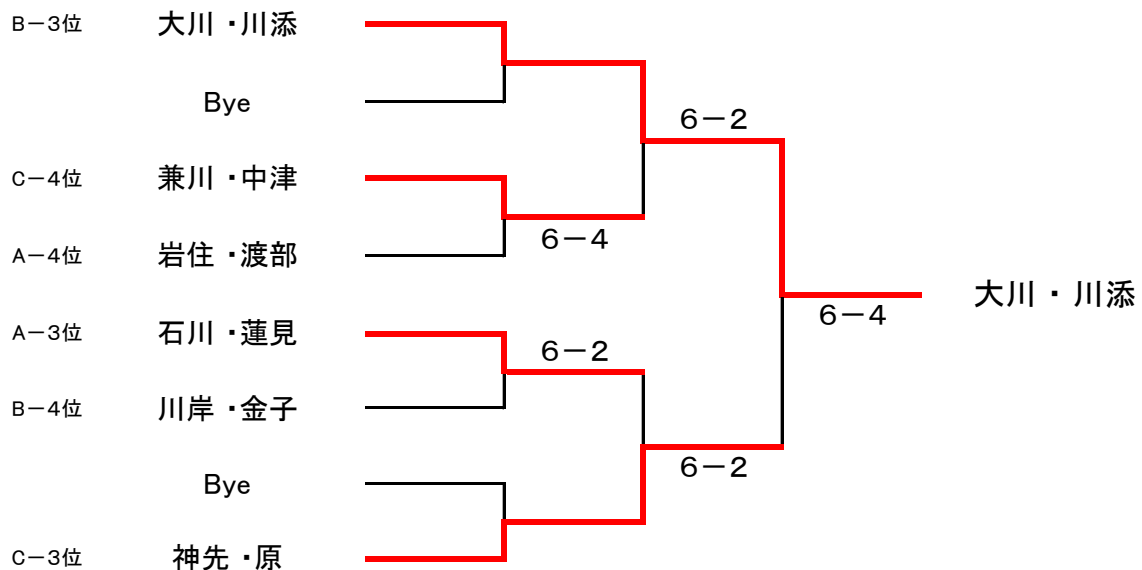 B－3位 大川 ・川添
Bye
6－2
C－4位 兼川 ・中津
6－4
A－4位 岩住 ・渡部
大川 ・ 川添
6－4
A－3位 石川 ・蓮見
6－2
B－4位 川岸 ・金子
6－2
Bye
C－3位 神先 ・原